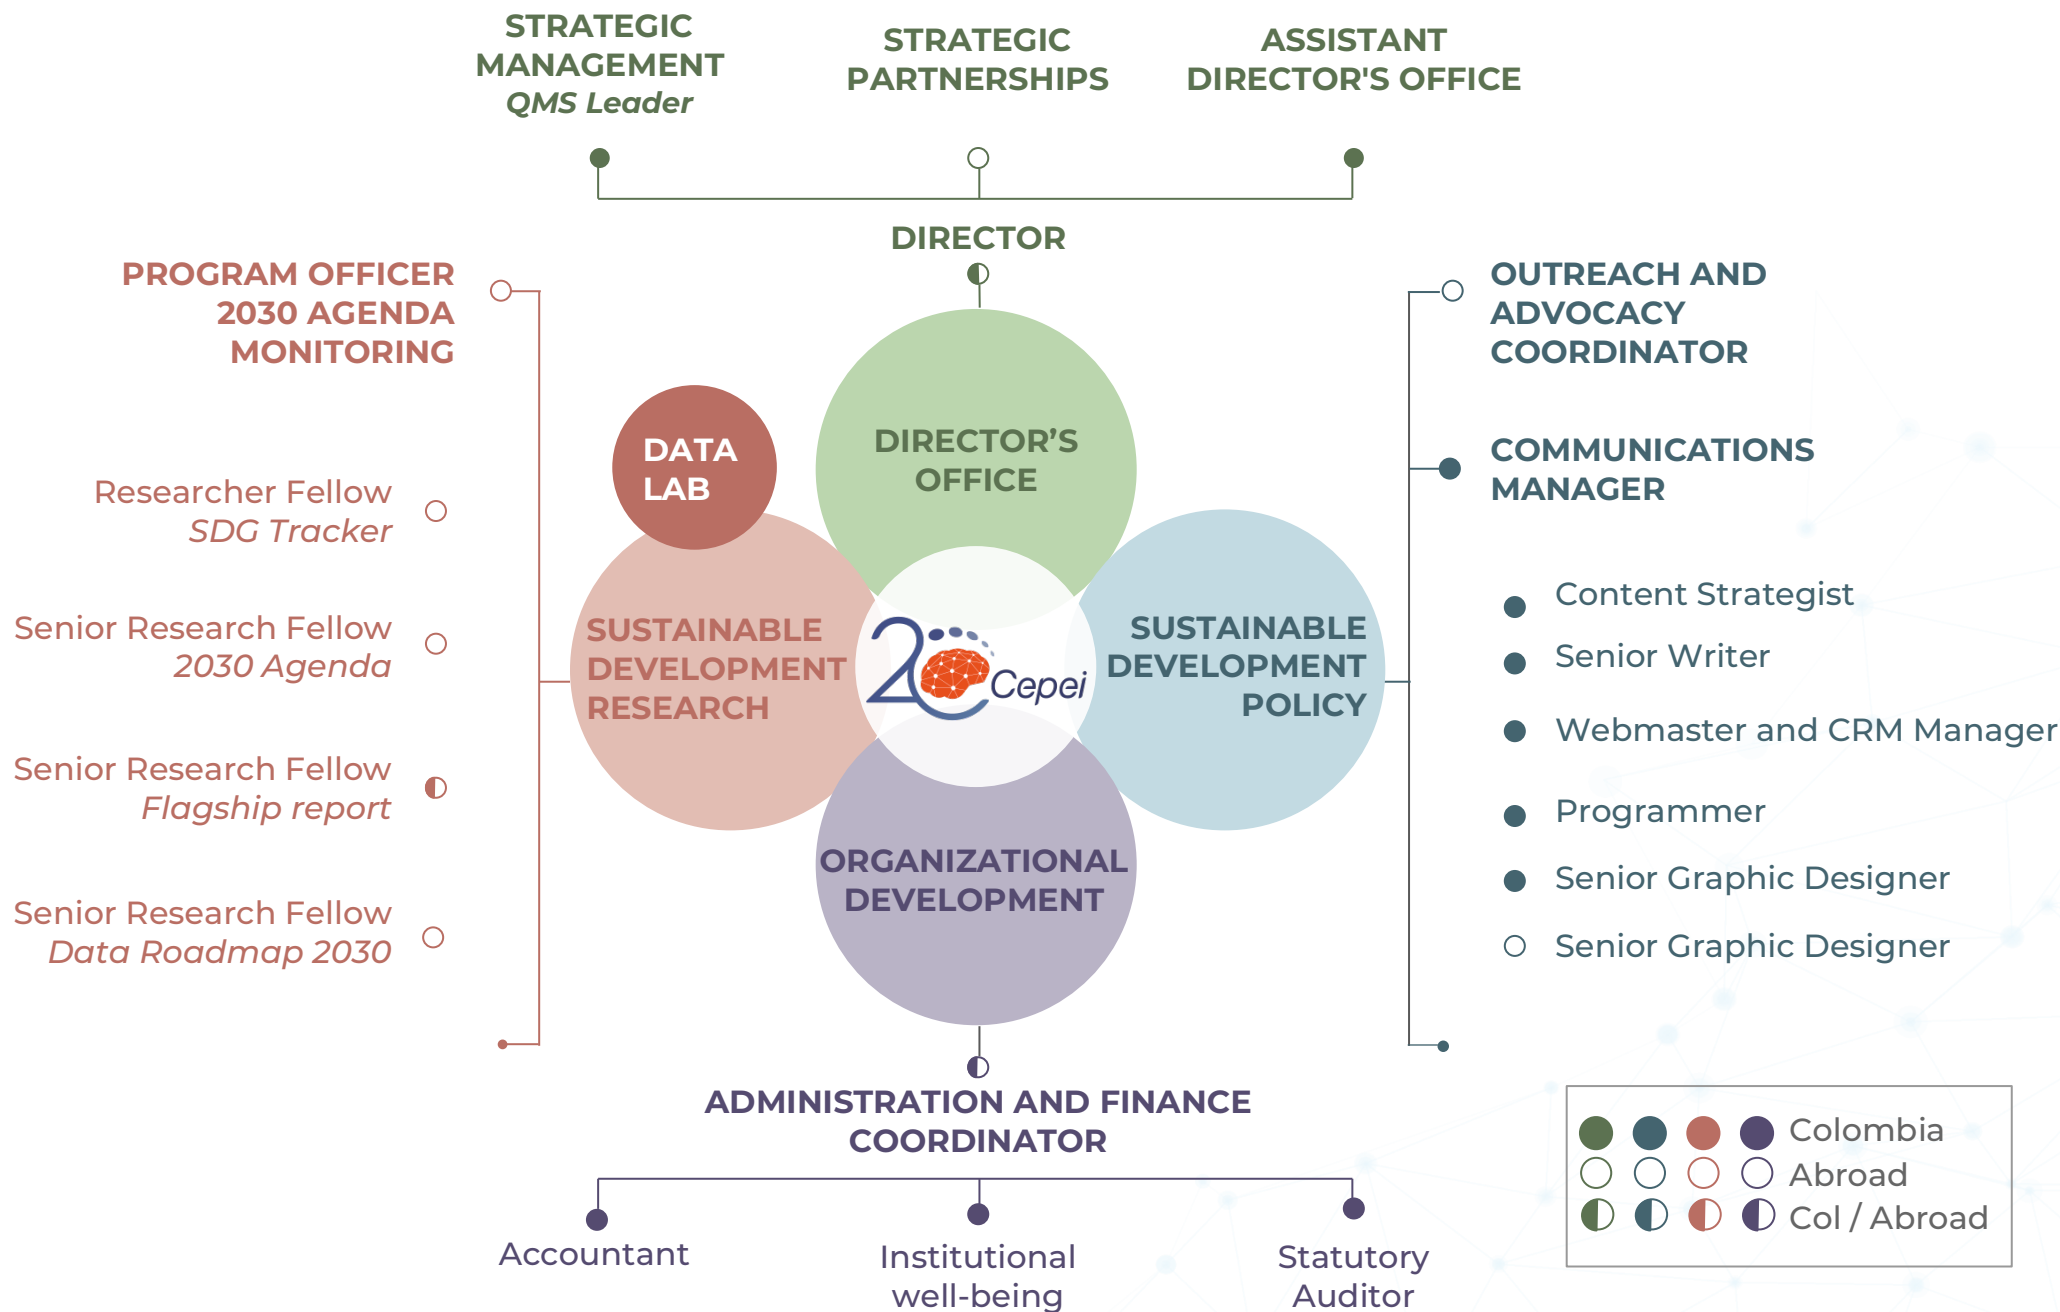 STRATEGIC
MANAGEMENT
QMS Leader
STRATEGIC
PARTNERSHIPS
ASSISTANT
DIRECTOR'S OFFICE
DIRECTOR
PROGRAM OFFICER
2030 AGENDA
MONITORING
Researcher Fellow
SDG Tracker
Senior Research Fellow
2030 Agenda
Senior Research Fellow
Flagship report
Senior Research Fellow
Data Roadmap 2030
DATA
LAB
DIRECTOR’S
OFFICE
SUSTAINABLE
DEVELOPMENT
RESEARCH
20 Cepei
SUSTAINABLE
DEVELOPMENT
POLICY
ORGANIZATIONAL
DEVELOPMENT
OUTREACH AND
ADVOCACY
COORDINATOR
COMMUNICATIONS
MANAGER
Content Strategist
Senior Writer
Webmaster and CRM Manager
Programmer
Senior Graphic Designer
Senior Graphic Designer
ADMINISTRATION AND FINANCE
COORDINATOR
Accountant
Institutional
well-being
Statutory
Auditor
Colombia
Abroad
Col / Abroad